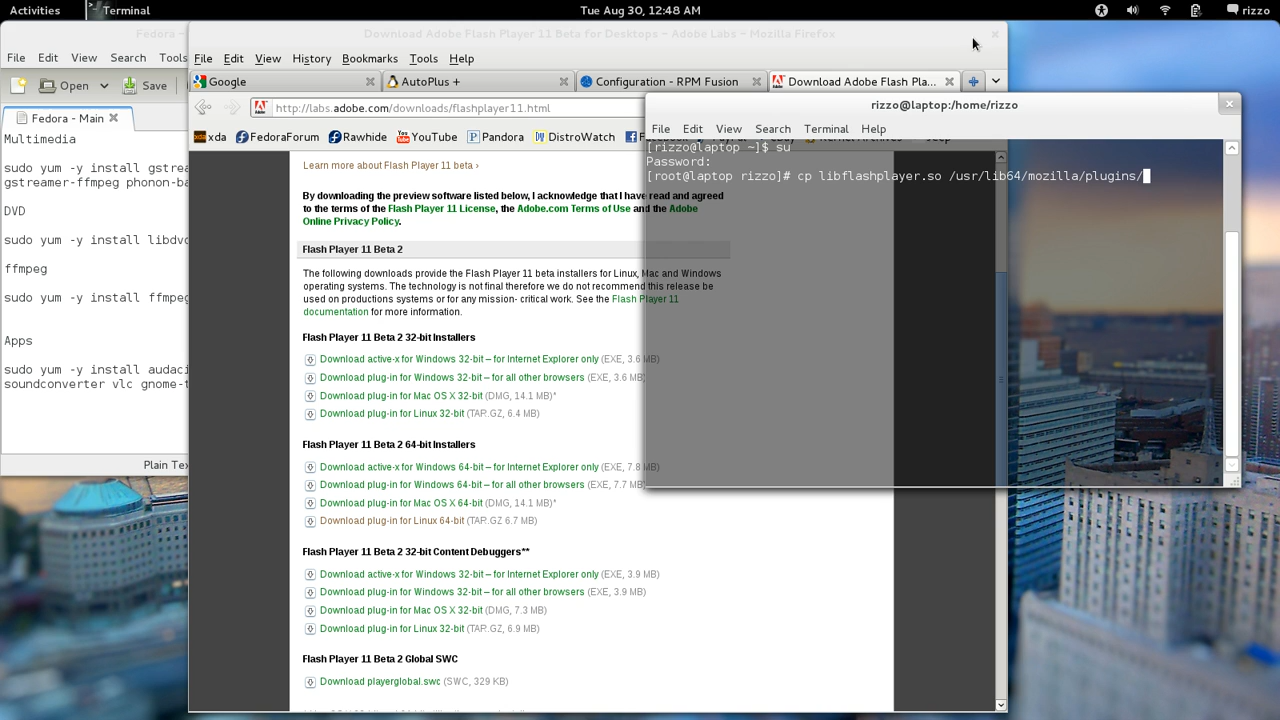 Activities
Terminal
Tue Aug 30, 12:48 AM
rizzo
Fedora -
File Edit View Search Tools
Open Save
Fedora - Main
Multimedia
sudo yum -y install
gstreamer-ffmpeg
DVD
sudo yum -y install
ffmpeg
sudo yum -y install ffmpeg
Apps
sudo yum -y install
soundconverter vlc
Plain
Download Adobe Flash Player 11 Beta for Desktops - Adobe Labs - Mozilla Firefox
File Edit View History Bookmarks Tools Help
Google
AutoPlus +
Configuration - RPM Fusion
Download Adobe Flash Pla...
http://labs.adobe.com/downloads/flashplayer11.html
xda FedoraForum Rawhide YouTube Pandora DistroWatch
Learn more about Flash Player 11 beta ›
By downloading the preview software listed below, I acknowledge that I have read and agreed
to the terms of the Flash Player 11 License, the Adobe.com Terms of Use and the Adobe
Online Privacy Policy.
Flash Player 11 Beta 2
The following downloads provide the Flash Player 11 beta installers for Linux, Mac and Windows
operating systems. The technology is not final therefore we do not recommend this release be
used on productions systems or for any mission- critical work. See the Flash Player 11
documentation for more information.
Flash Player 11 Beta 2 32-bit Installers
Download active-x for Windows 32-bit – for Internet Explorer only (EXE, 3.6 MB)
Download plug-in for Windows 32-bit – for all other browsers (EXE, 3.6 MB)
Download plug-in for Mac OS X 32-bit (DMG, 14.1 MB)*
Download plug-in for Linux 32-bit (TAR.GZ, 6.4 MB)
Flash Player 11 Beta 2 64-bit Installers
Download active-x for Windows 64-bit – for Internet Explorer only (EXE, 7.8 MB)
Download plug-in for Windows 64-bit – for all other browsers (EXE, 7.7 MB)
Download plug-in for Mac OS X 64-bit (DMG, 14.1 MB)*
Download plug-in for Linux 64-bit (TAR.GZ 6.7 MB)
Flash Player 11 Beta 2 32-bit Content Debuggers**
Download active-x for Windows 32-bit – for Internet Explorer only (EXE, 3.9 MB)
Download plug-in for Windows 32-bit – for all other browsers (EXE, 3.9 MB)
Download plug-in for Mac OS X 32-bit (DMG, 7.3 MB)
Download plug-in for Linux 32-bit (TAR.GZ, 6.9 MB)
Flash Player 11 Beta 2 Global SWC
Download playerglobal.swc (SWC, 329 KB)
rizzo@laptop:/home/rizzo
File Edit View Search Terminal Help
[rizzo@laptop ~]$ su
Password:
[root@laptop rizzo]# cp libflashplayer.so /usr/lib64/mozilla/plugins/